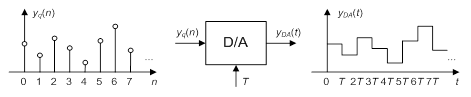 yq(n)
...
0 1 2 3 4 5 6 7 n
yq(n)
D/A
yDA(t)
T
yDA(t)
...
0 T 2T 3T 4T 5T 6T 7T t